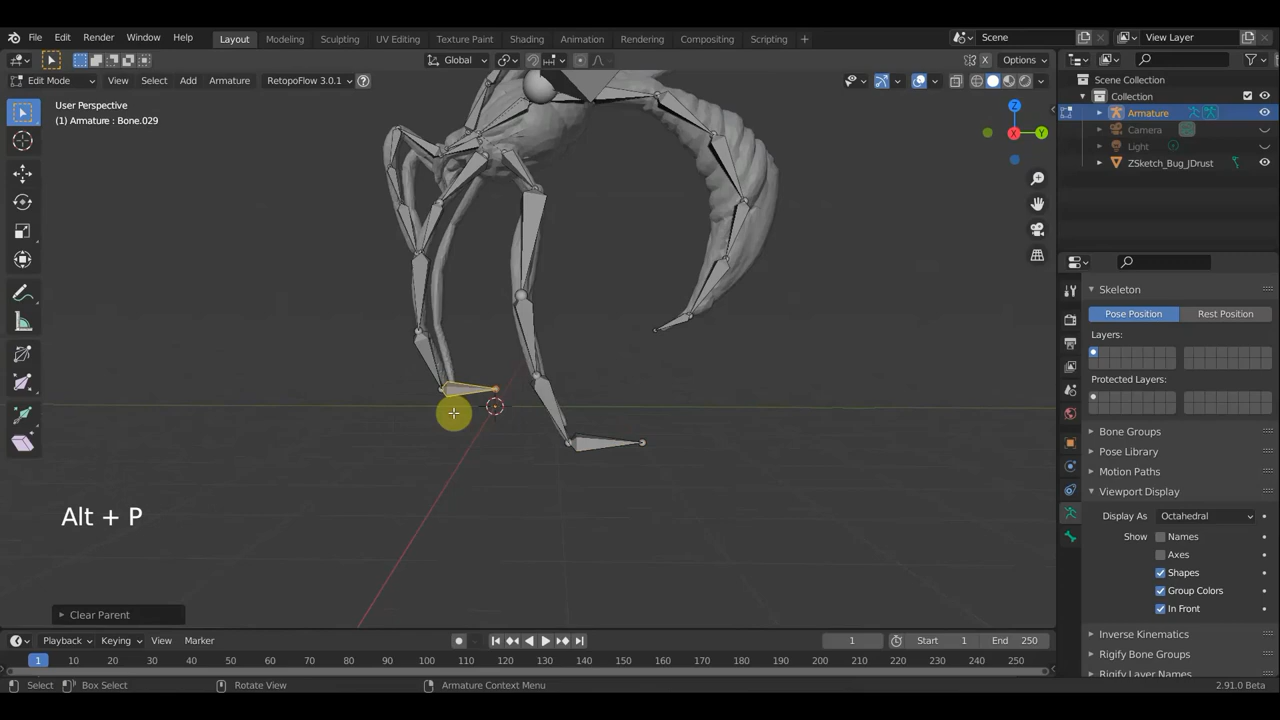 File Edit Render Window Help Layout Modeling Sculpting UV Editing Texture Paint Shading Animation Rendering Compositing Scripting + Scene View Layer
Global Options
Edit Mode View Select Add Armature RetopoFlow 3.0.1
User Perspective
(1) Armature : Bone.029
X Y Z
Scene Collection
Collection
Armature
Camera
Light
ZSketch_Bug_JDrust
Skeleton
Pose Position Rest Position
Layers:
Protected Layers:
Bone Groups
Pose Library
Motion Paths
Viewport Display
Display As Octahedral
Show Names
Axes
Shapes
Group Colors
In Front
Inverse Kinematics
Rigify Bone Groups
Rigify Layer Names
Alt + P
Clear Parent
Playback Keying View Marker 1 Start 1 End 250
1 10 20 30 40 50 60 70 80 90 100 110 120 130 140 150 160 170 180 190 200 210 220 230 240 250
Select Box Select Rotate View Armature Context Menu 2.91.0 Beta